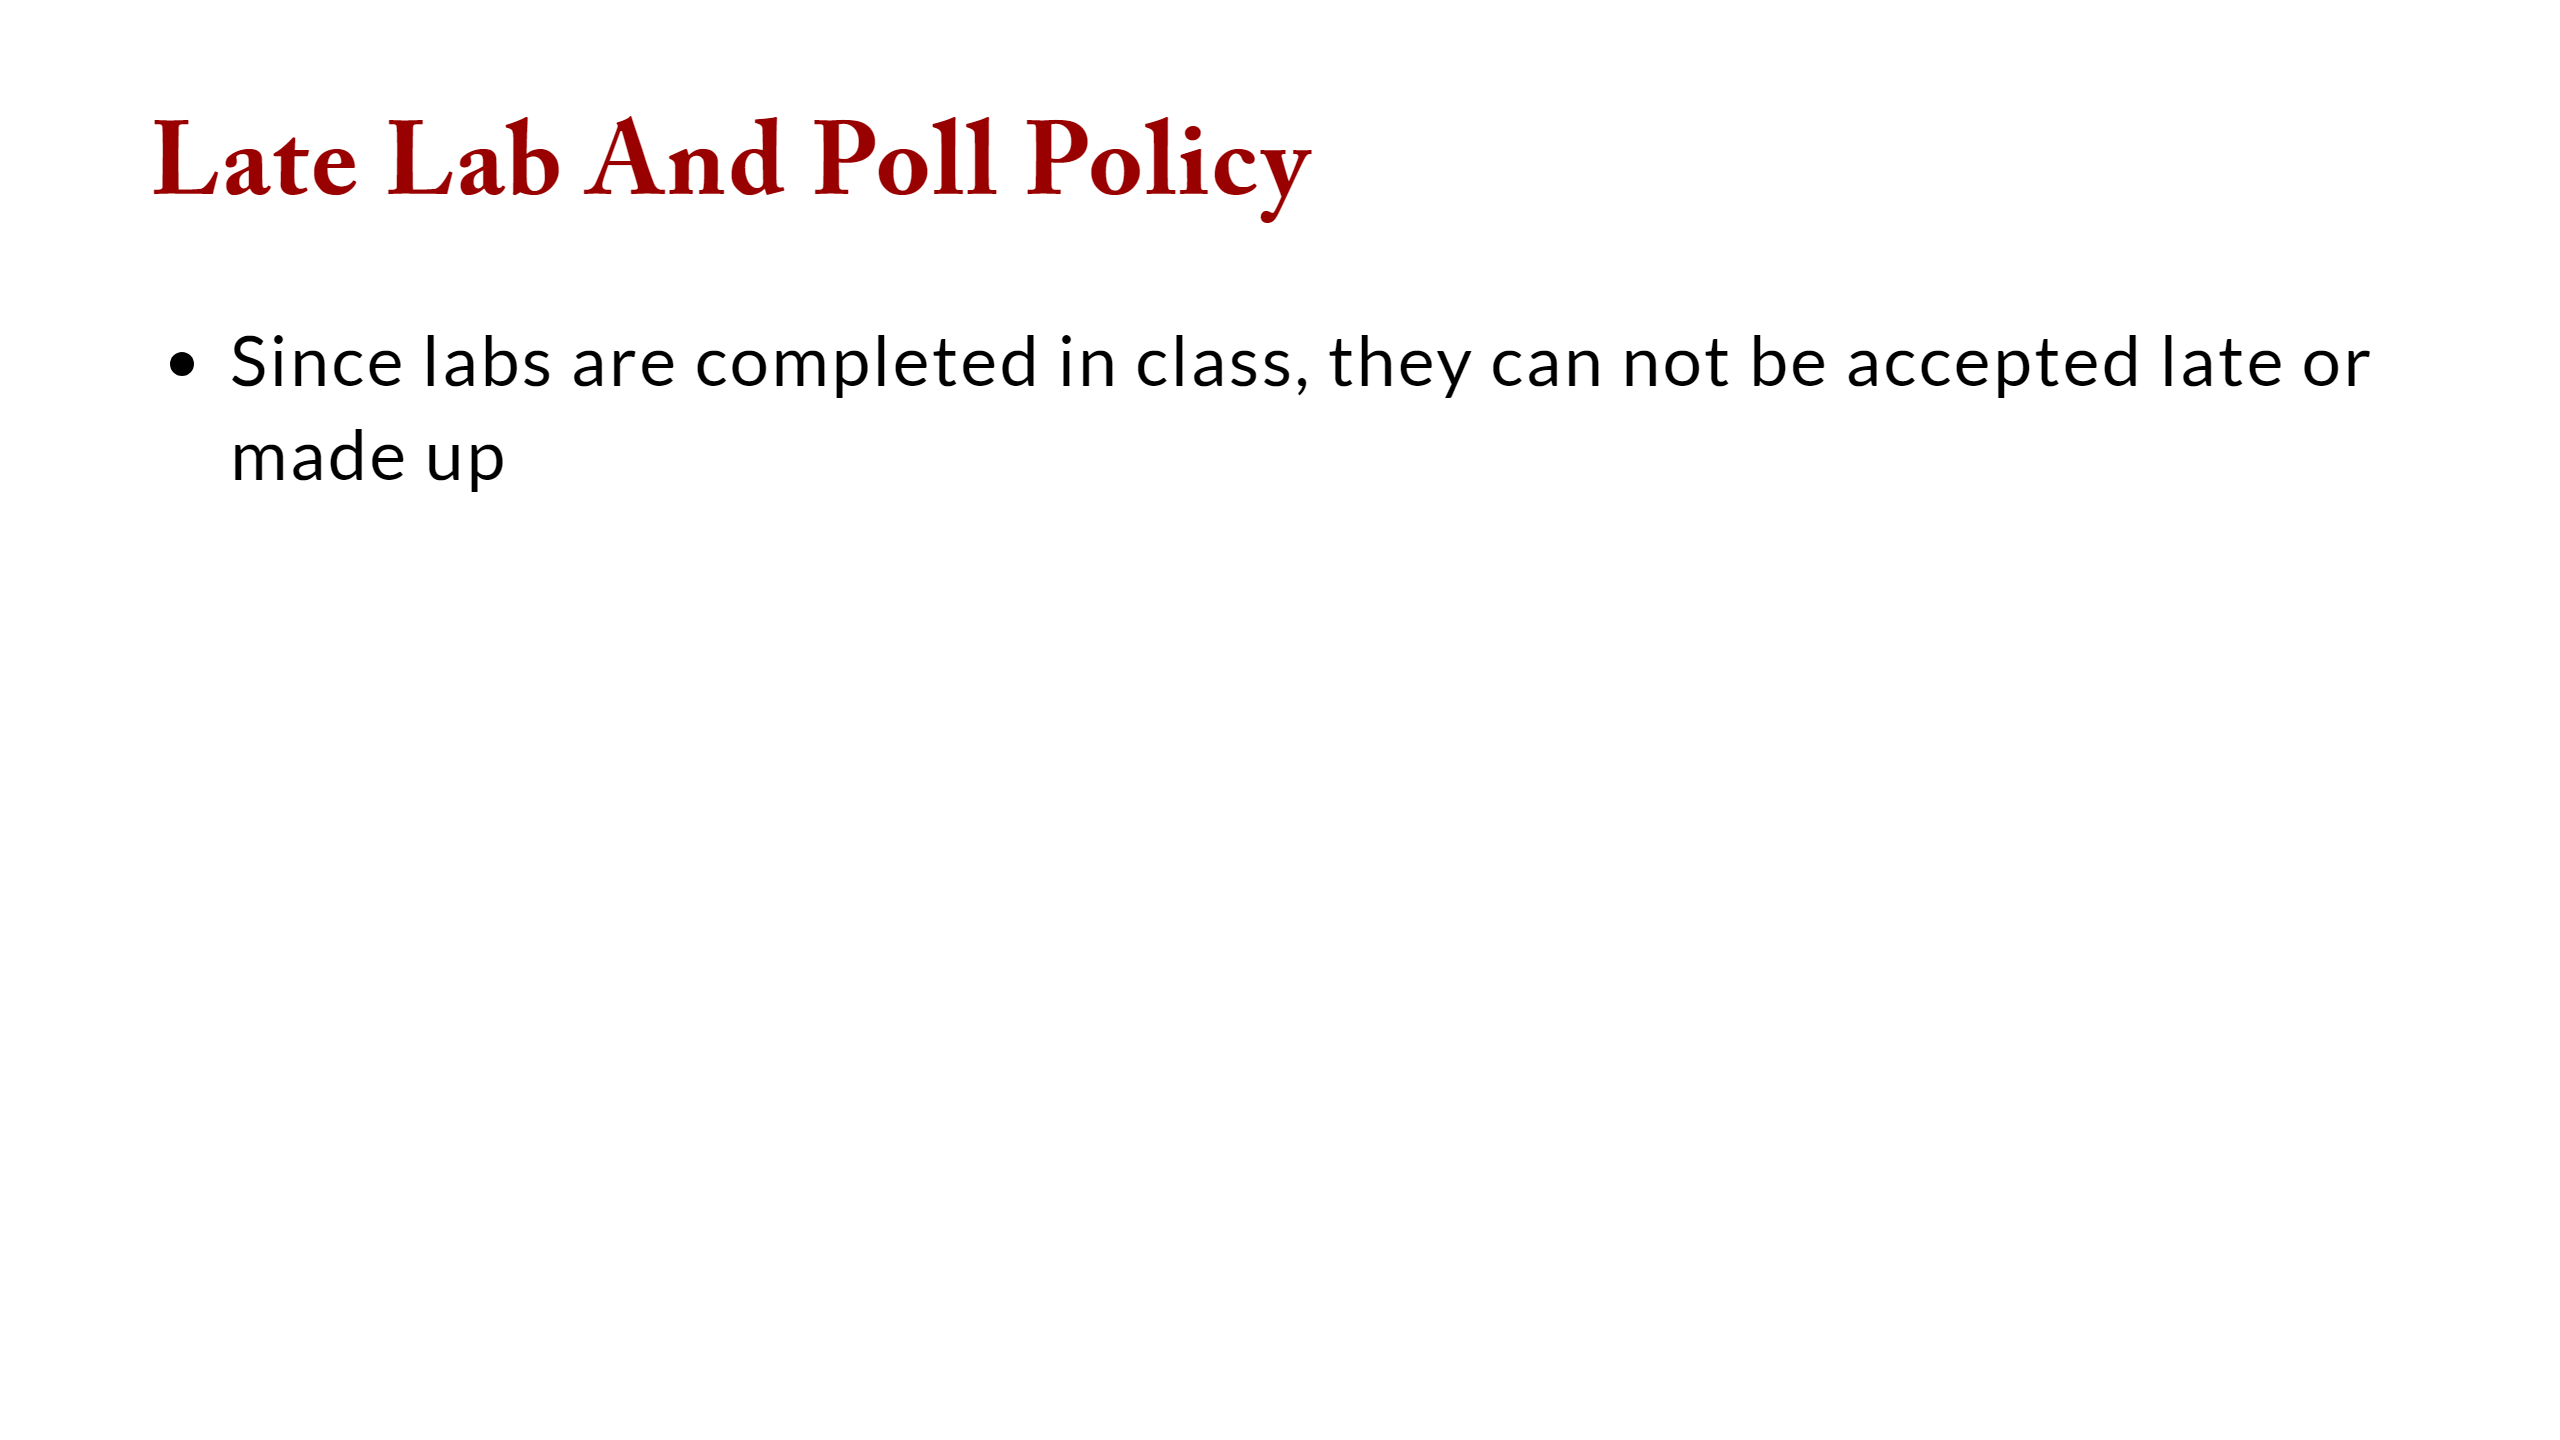 Late Lab And Poll Policy
• Since labs are completed in class, they can not be accepted late or
made up